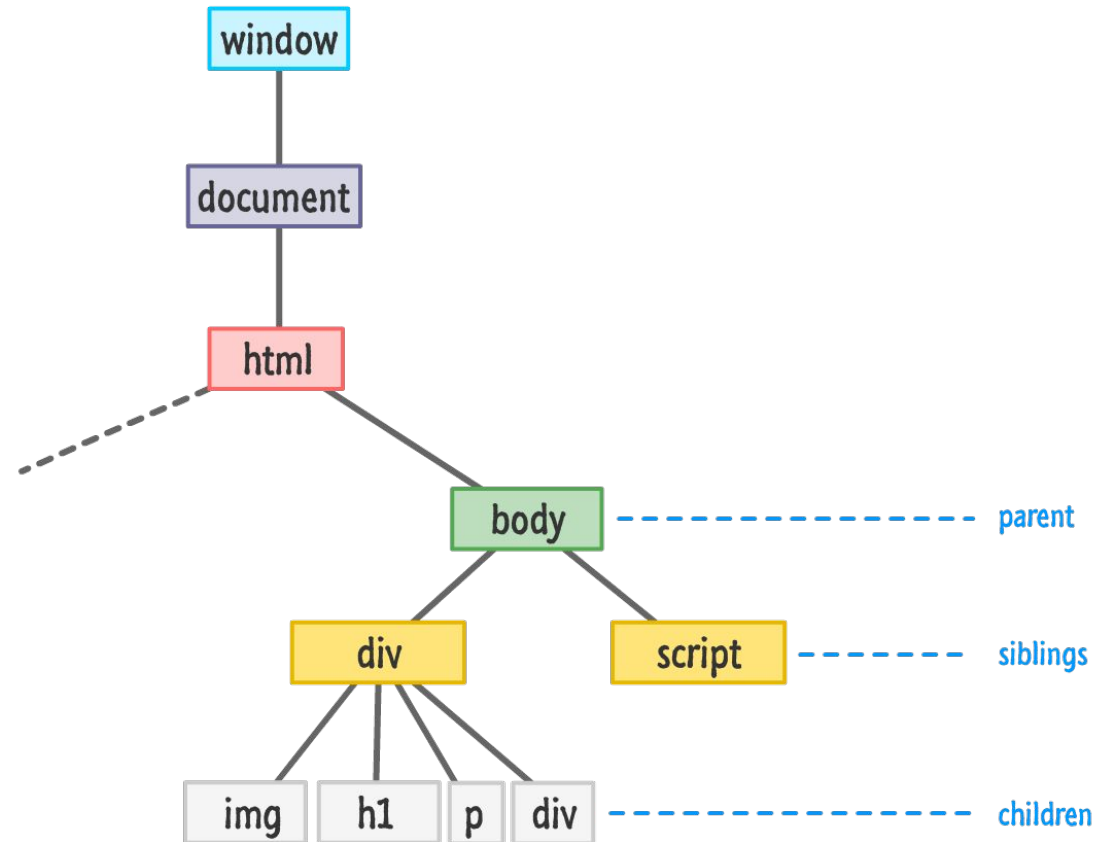 window
document
html
body
parent
div
script
siblings
img
h1
p
div
children